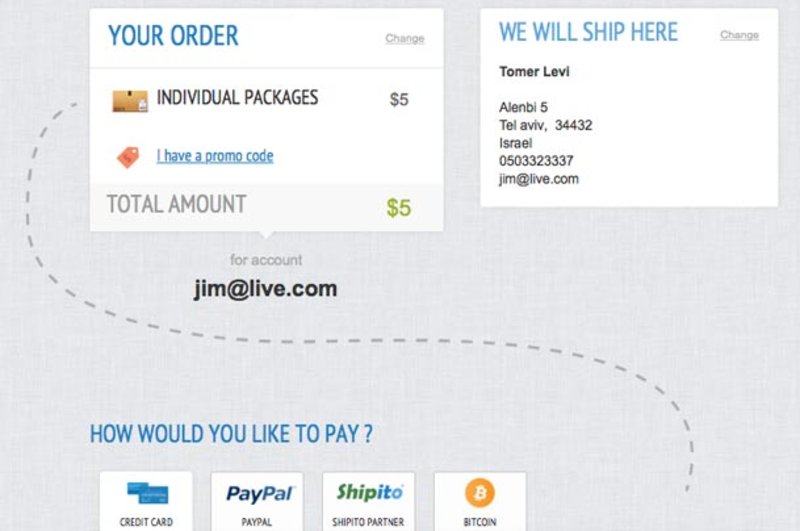 YOUR ORDER
Change
INDIVIDUAL PACKAGES
$5
I have a promo code
TOTAL AMOUNT
$5
for account
jim@live.com
WE WILL SHIP HERE
Change
Tomer Levi
Alenbi 5
Tel aviv, 34432
Israel
0503323337
jim@live.com
HOW WOULD YOU LIKE TO PAY ?
CREDIT CARD
PayPal
PAYPAL
Shipito
SHIPITO PARTNER
BITCOIN